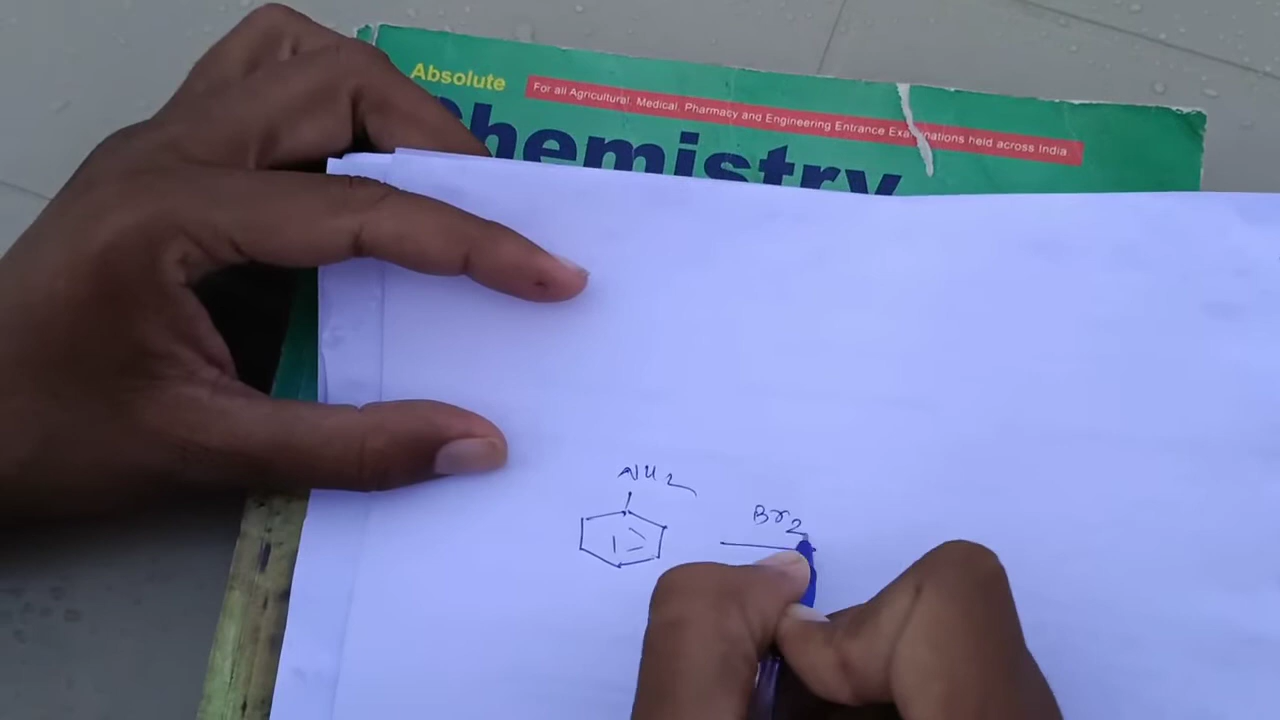 Absolute
For all Agricultural, Medical, Pharmacy and Engineering Entrance Examinations held across India
Chemistry
NH2
Br2